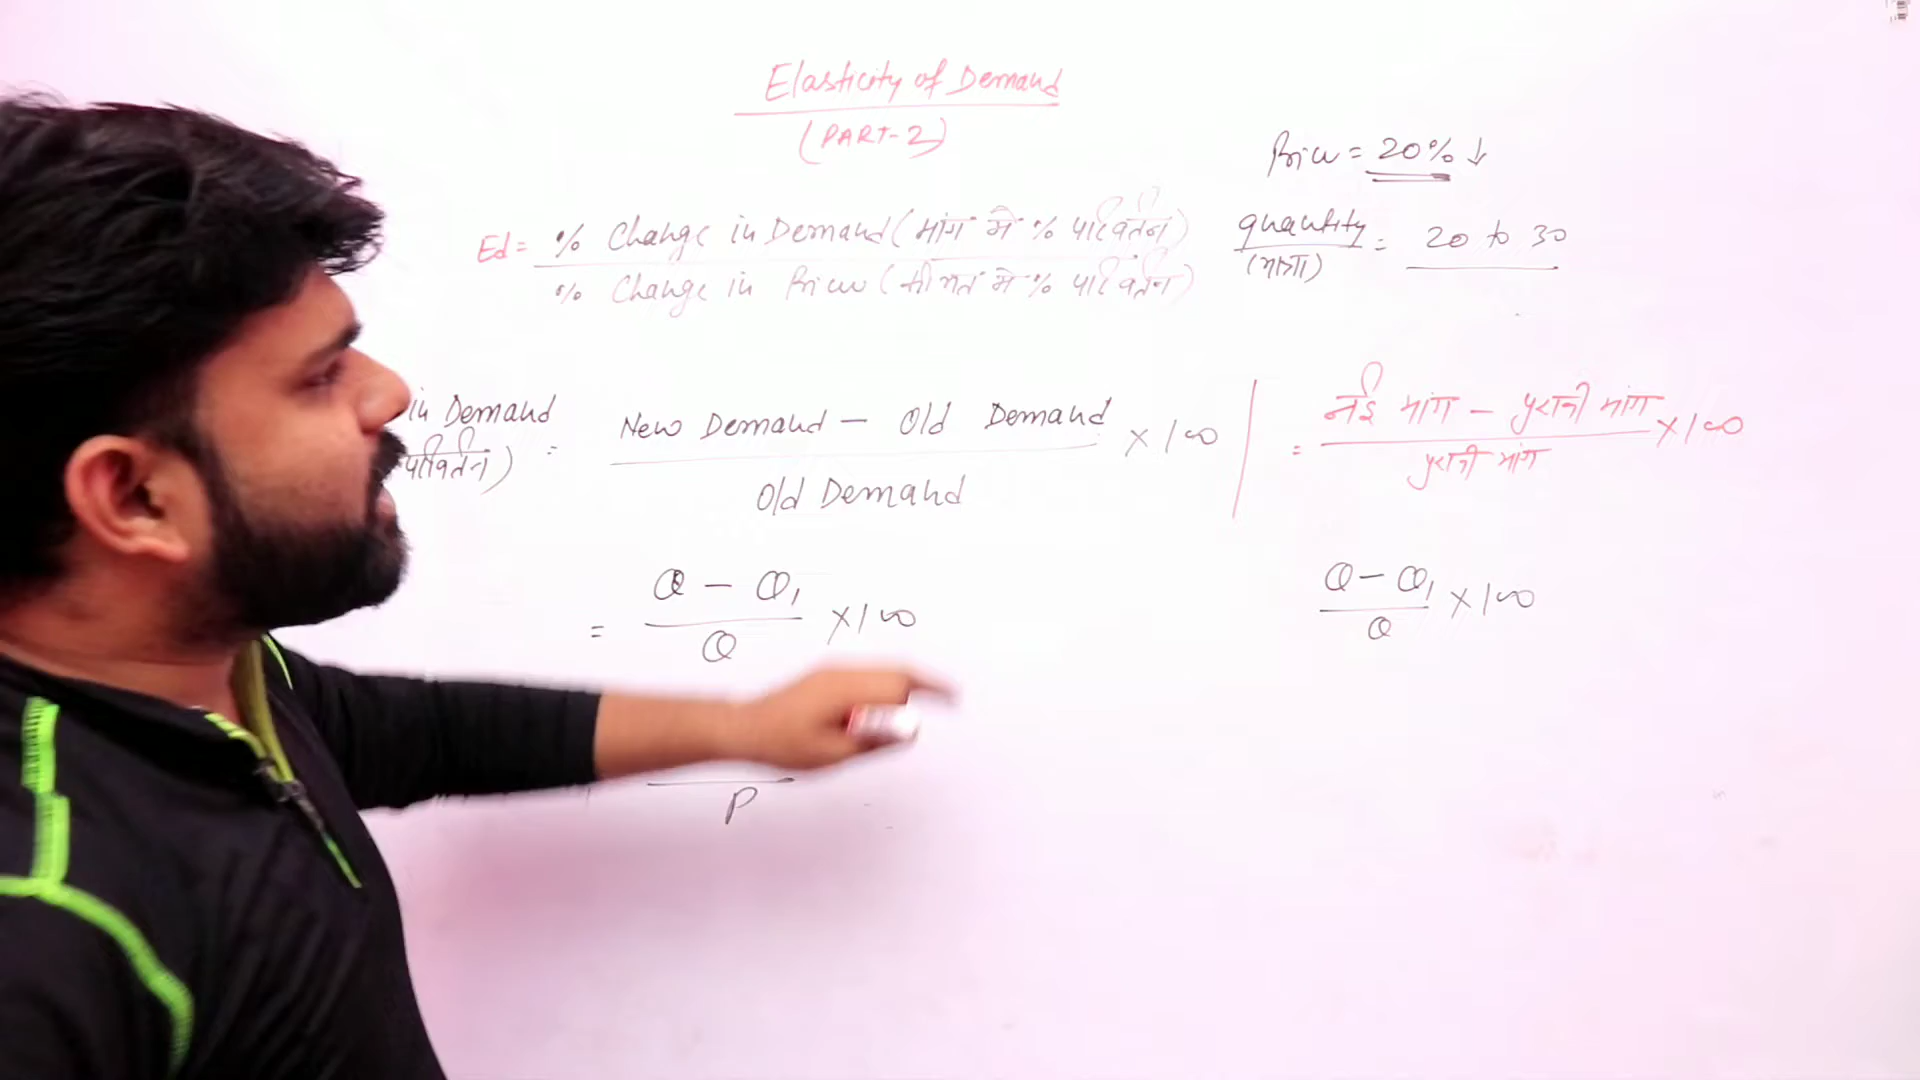 Elasticity of Demand
(PART-2)
Price = 20% ↓
Ed = % Change in Demand (मांग मे % परिवर्तन)
% Change in Price (कीमत मे % परिवर्तन)
quantity = 20 to 30
(मात्रा)
in Demand = New Demand - Old Demand × 100
परिवर्तन)
Old Demand
= नई मांग - पुरानी मांग × 100
पुरानी मांग
= Q - Q₁ × 100
Q
Q - Q₁ × 100
Q
P